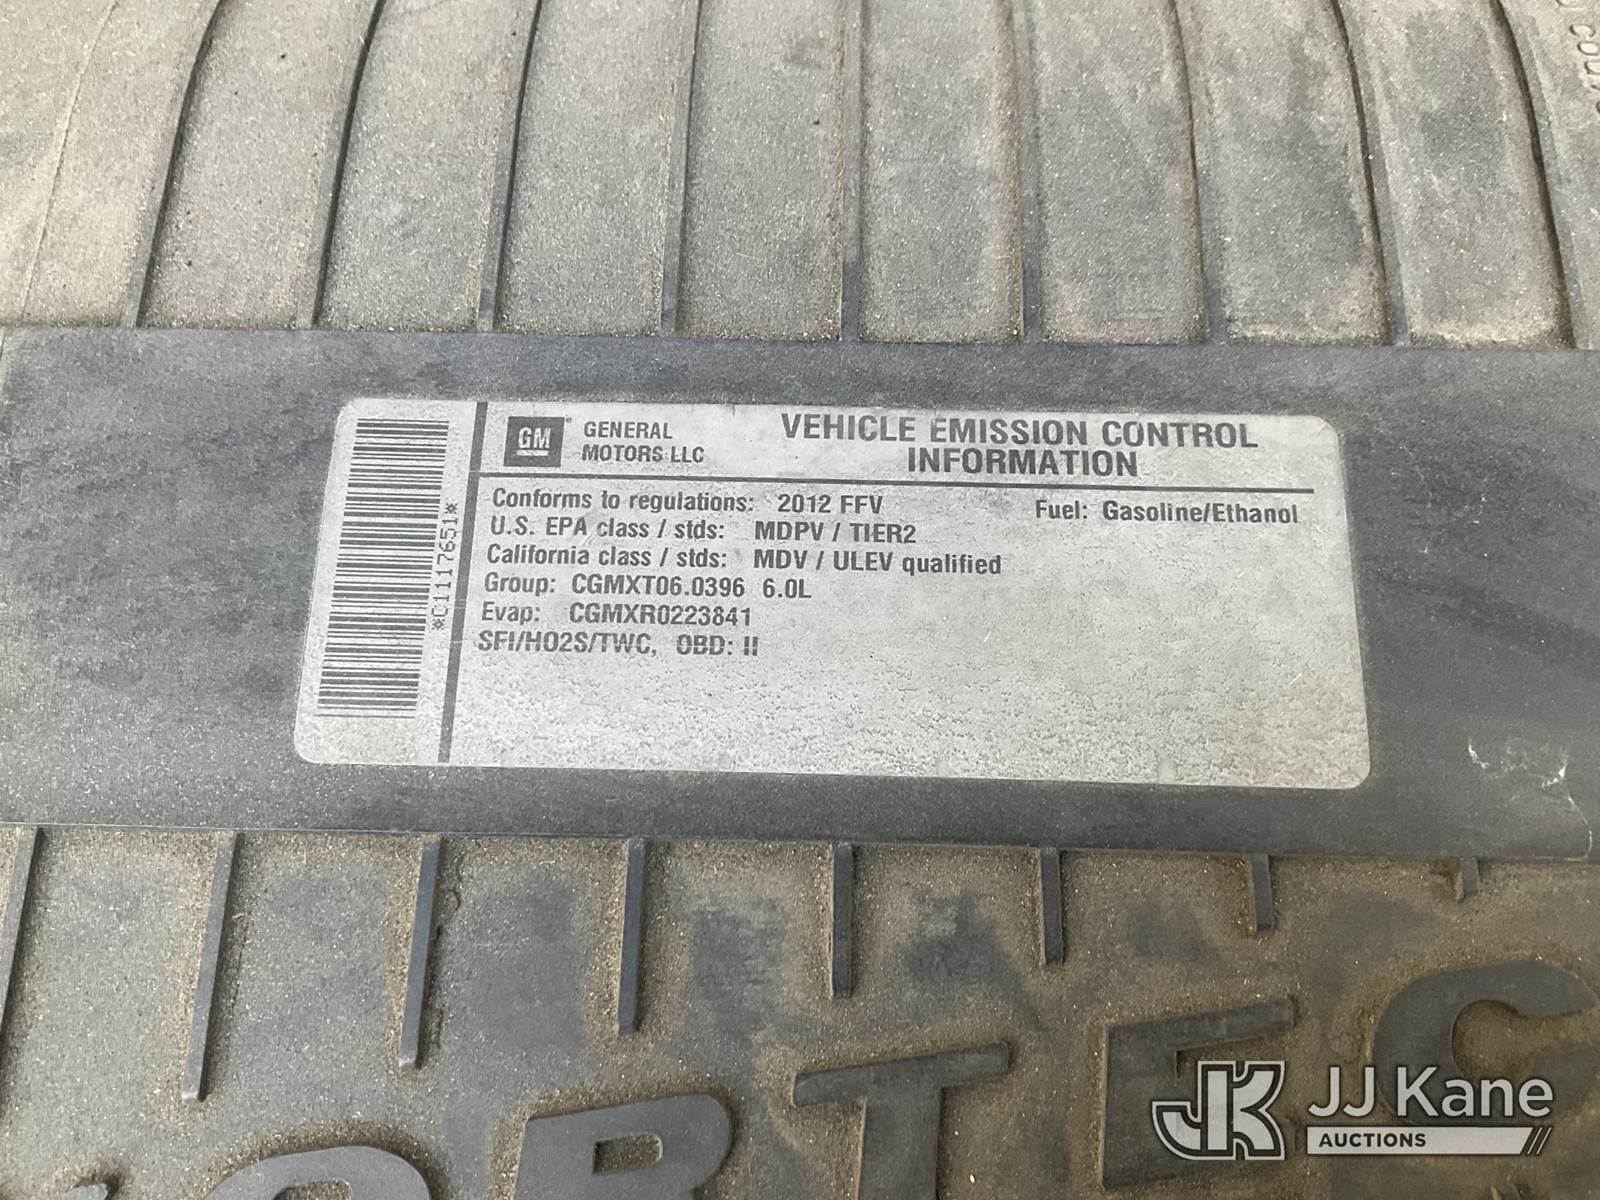 GM
GENERAL
MOTORS LLC
VEHICLE EMISSION CONTROL
INFORMATION
Conforms to regulations: 2012 FFV
Fuel: Gasoline/Ethanol
U.S. EPA class / stds: MDPV / TIER2
California class / stds: MDV / ULEV qualified
Group: CGMXT06.0396 6.0L
Evap: CGMXR0223841
SFI/HO2S/TWC, OBD: II
ORTEC
JK JJ Kane
AUCTIONS